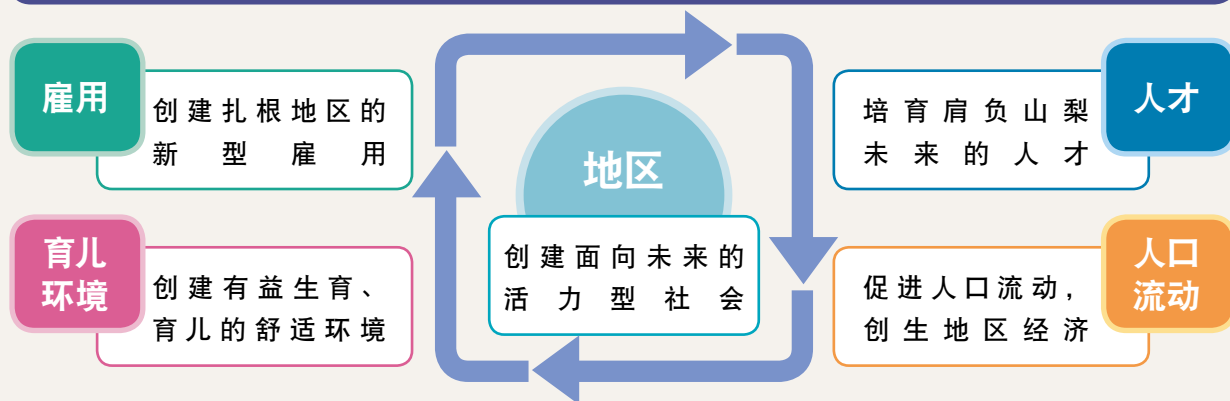 雇用
创建扎根地区的
新型雇用
人才
培育肩负山梨
未来的人才
地区
创建面向未来的
活力型社会
育儿
环境
创建有益生育、
育儿的舒适环境
人口
流动
促进人口流动，
创生地区经济